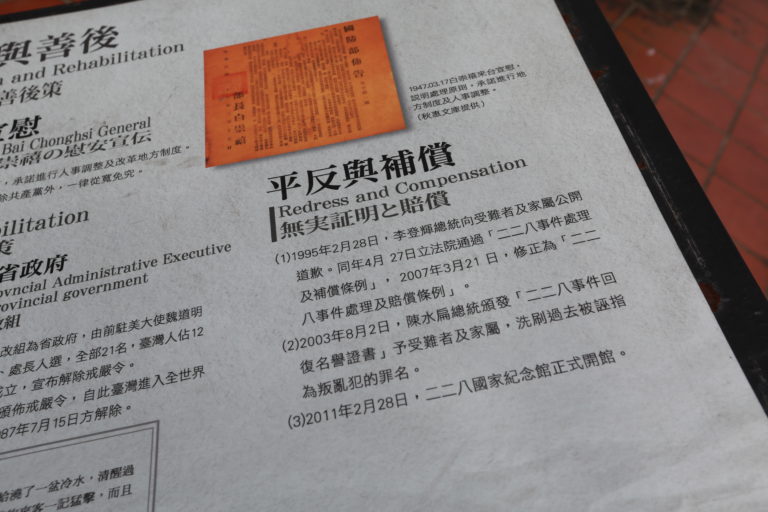 與善後
and Rehabilitation
善後策
慰
Bai Chonghsi General
崇禧の慰安宣伝
，承諾進行人事調整及改革地方制度。
除共產黨外，一律從寬免究。
bilitation
策
省政府
ovncial Administrative Executive
rovincial government
改組
改組為省政府，由前駐美大使魏道明
、處長人選，全部21名，臺灣人佔12
成立，宣布解除戒嚴令。
頒佈戒嚴令，自此臺灣進入全世界
987年7月15日方解除。
給澆了一盆冷水，清醒過
客一記猛擊，而且
國防部佈告
部長白崇禧
1947.03.17白崇禧來台宣慰，
說明處理原則，承諾進行地
方制度及人事調整。
（秋惠文庫提供）
平反與補償
Redress and Compensation
無実証明と賠償
(1)1995年2月28日，李登輝總統向受難者及家屬公開
道歉。同年4月 27日立法院通過「二二八事件處理
及補償條例」，2007年3月21 日，修正為「二二
八事件處理及賠償條例」。
(2)2003年8月2日，陳水扁總統頒發「二二八事件回
復名譽證書」予受難者及家屬，洗刷過去被誣指
為叛亂犯的罪名。
(3)2011年2月28日，二二八國家紀念館正式開館。